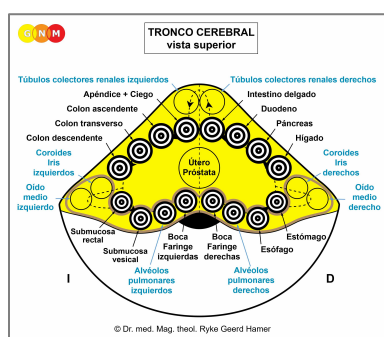 GNM
TRONCO CEREBRAL
vista superior
Túbulos colectores renales izquierdos
Túbulos colectores renales derechos
Apéndice + Ciego
Intestino delgado
Colon ascendente
Duodeno
Colon transverso
Páncreas
Colon descendente
Hígado
Coroides
Iris
izquierdos
Coroides
Iris
derechos
Útero
Próstata
Oído
medio
izquierdo
Oído
medio
derecho
Submucosa
rectal
Submucosa
vesical
Boca
Faringe
izquierdas
Boca
Faringe
derechas
Estómago
Esófago
Alvéolos
pulmonares
izquierdos
Alvéolos
pulmonares
derechos
I
D
© Dr. med. Mag. theol. Ryke Geerd Hamer